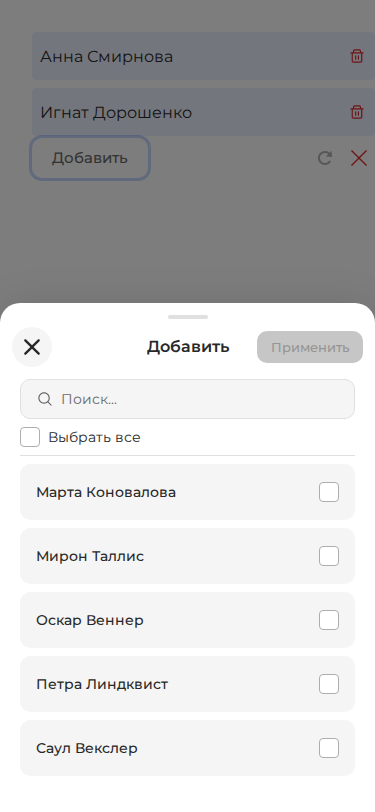 Анна Смирнова
Игнат Дорошенко
Добавить
Добавить
Применить
Поиск...
Выбрать все
Марта Коновалова
Мирон Таллис
Оскар Веннер
Петра Линдквист
Саул Векслер